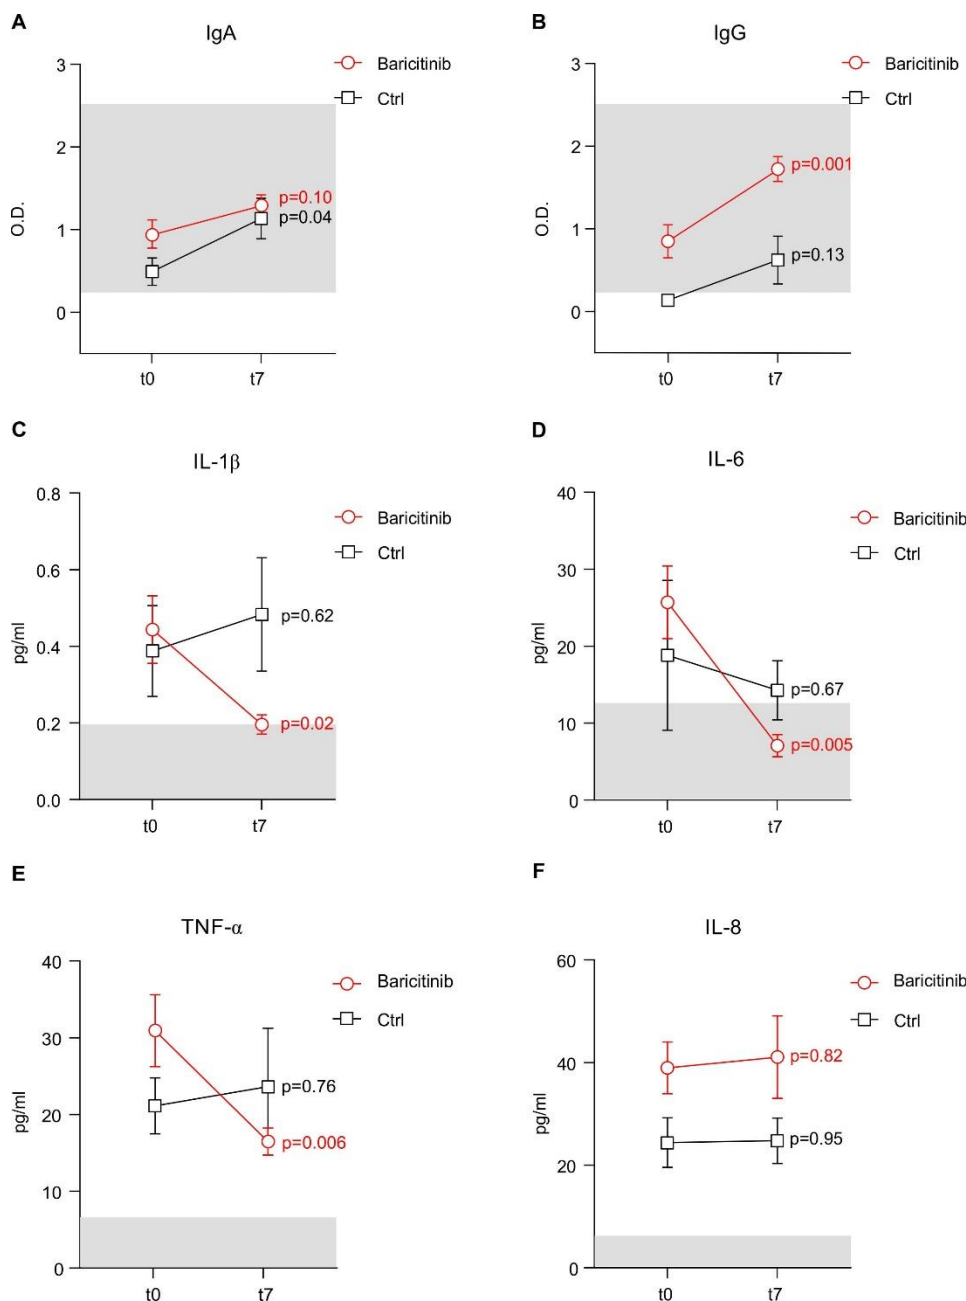 A
IgA
Baricitinib
Ctrl
3
2
1
0
O.D.
p=0.10
p=0.04
t0
t7
B
IgG
Baricitinib
Ctrl
3
2
1
0
O.D.
p=0.001
p=0.13
t0
t7
C
IL-1β
Baricitinib
Ctrl
0.8
0.6
0.4
0.2
0.0
pg/ml
p=0.62
p=0.02
t0
t7
D
IL-6
Baricitinib
Ctrl
40
30
20
10
0
pg/ml
p=0.67
p=0.005
t0
t7
E
TNF-α
Baricitinib
Ctrl
40
30
20
10
0
pg/ml
p=0.76
p=0.006
t0
t7
F
IL-8
Baricitinib
Ctrl
60
40
20
0
pg/ml
p=0.82
p=0.95
t0
t7